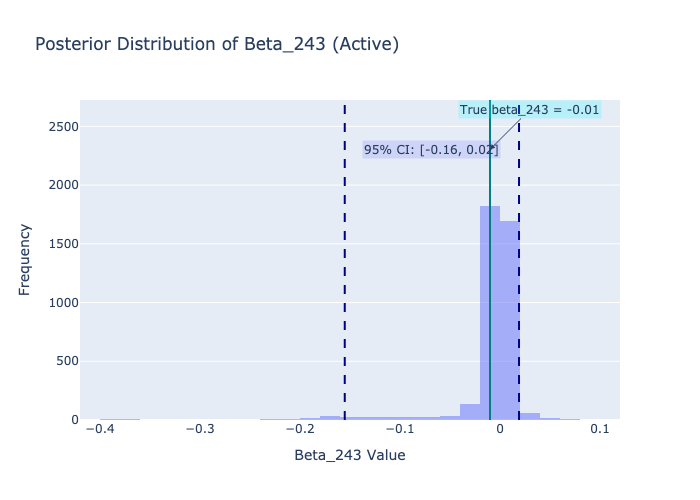 Posterior Distribution of Beta_243 (Active)
True beta_243 = -0.01
95% CI: [-0.16, 0.02]
2500
2000
1500
1000
500
0
Frequency
−0.4
−0.3
−0.2
−0.1
0
0.1
Beta_243 Value